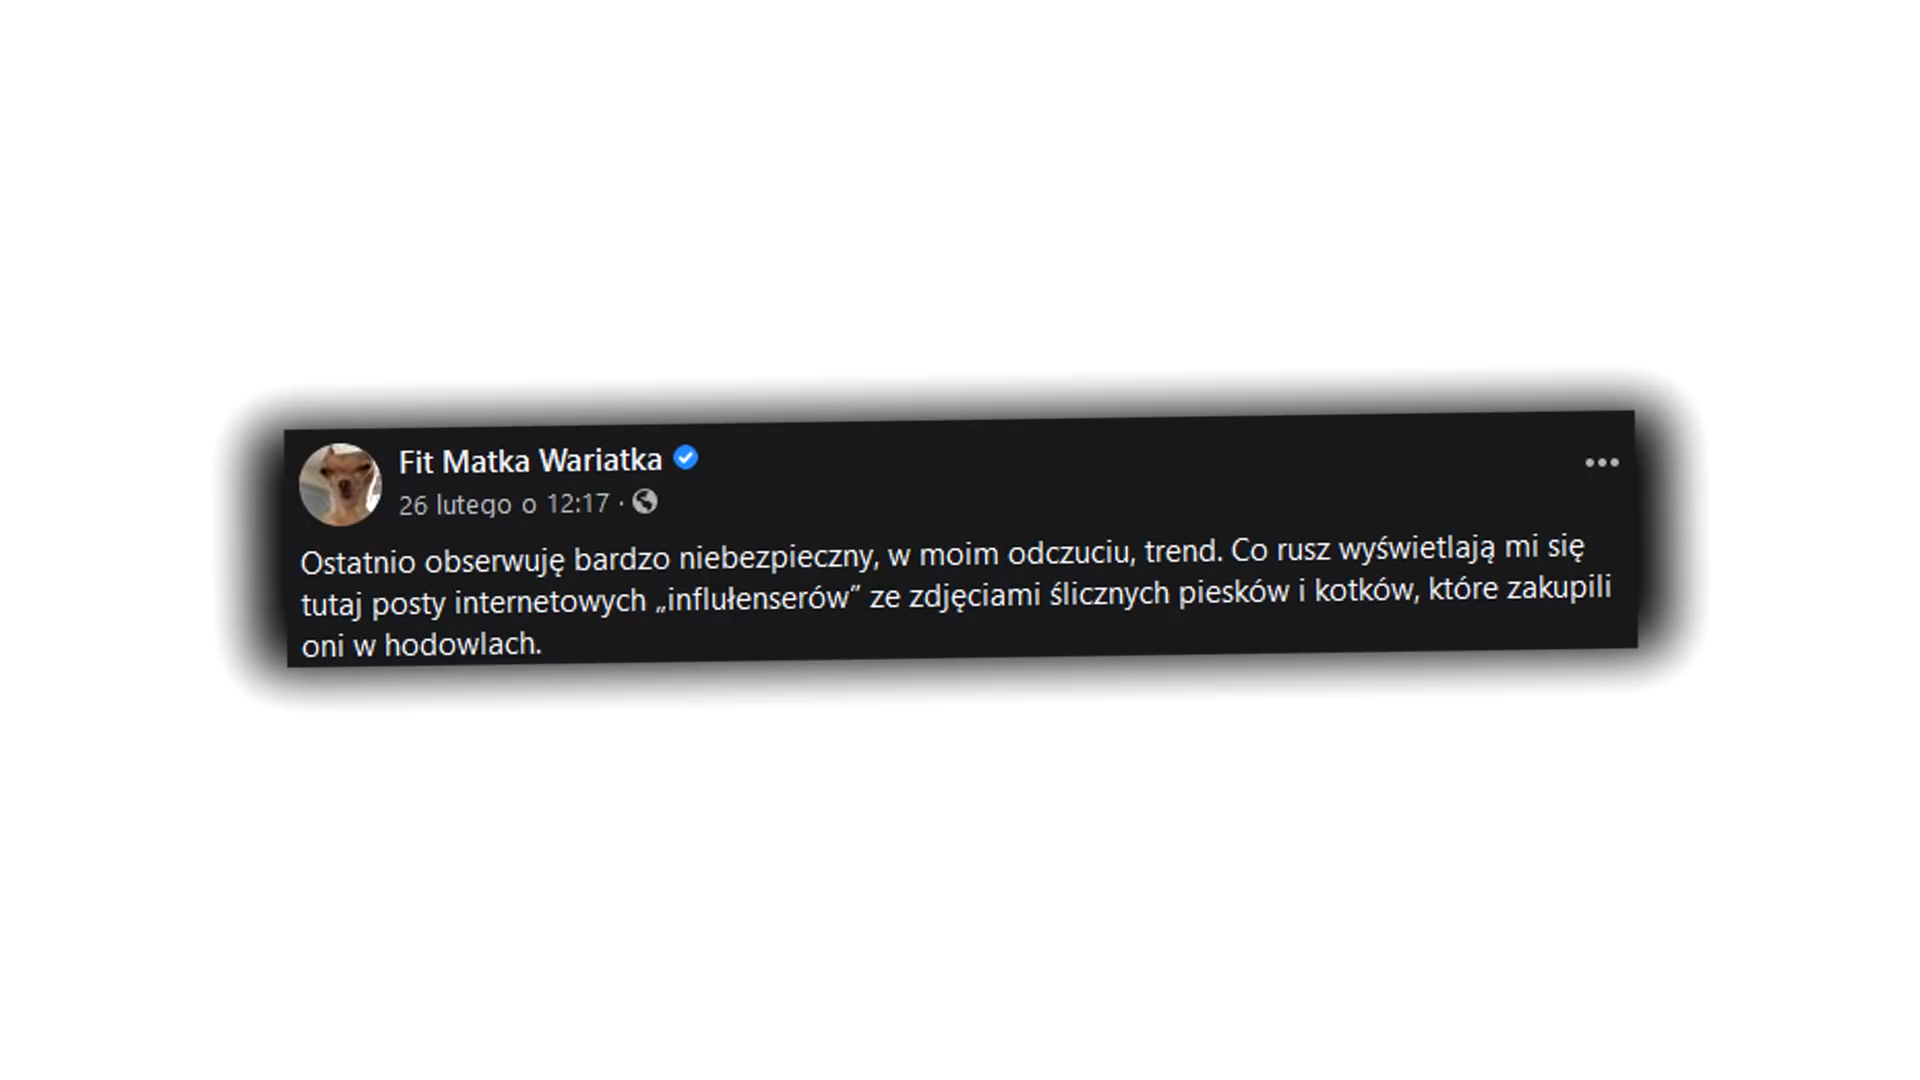 Fit Matka Wariatka
26 lutego o 12:17 ·
Ostatnio obserwuję bardzo niebezpieczny, w moim odczuciu, trend. Co rusz wyświetlają mi się
tutaj posty internetowych „influłenserów” ze zdjęciami ślicznych piesków i kotków, które zakupili
oni w hodowlach.